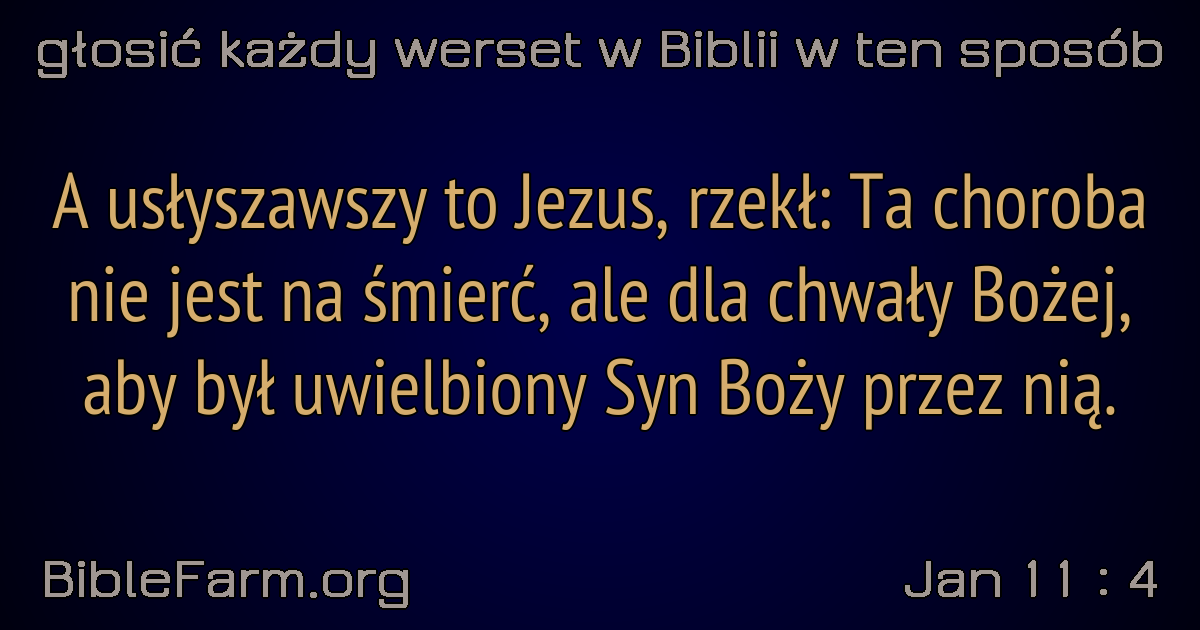 głosić każdy werset w Biblii w ten sposób
A usłyszawszy to Jezus, rzekł: Ta choroba
nie jest na śmierć, ale dla chwały Bożej,
aby był uwielbiony Syn Boży przez nią.
BibleFarm.org
Jan 11 : 4